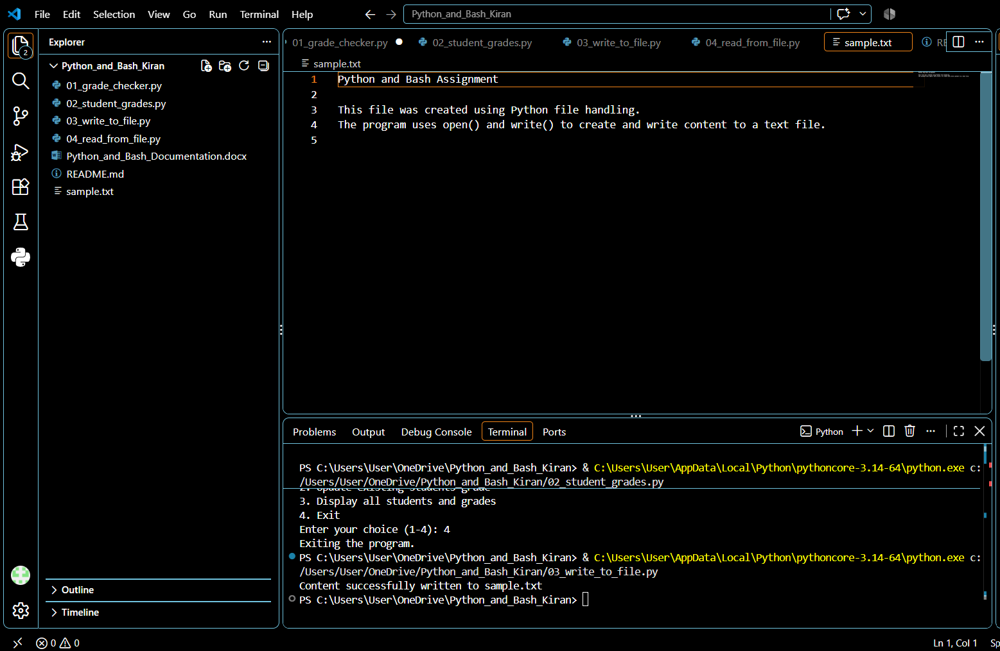 File Edit Selection View Go Run Terminal Help
Python_and_Bash_Kiran
Explorer
2
Python_and_Bash_Kiran
01_grade_checker.py
02_student_grades.py
03_write_to_file.py
04_read_from_file.py
Python_and_Bash_Documentation.docx
README.md
sample.txt
Outline
Timeline
01_grade_checker.py 02_student_grades.py 03_write_to_file.py 04_read_from_file.py sample.txt RE
sample.txt
1 Python and Bash Assignment
2
3 This file was created using Python file handling.
4 The program uses open() and write() to create and write content to a text file.
5
Problems Output Debug Console Terminal Ports
Python
PS C:\Users\User\OneDrive\Python_and_Bash_Kiran> & C:\Users\User\AppData\Local\Python\pythoncore-3.14-64\python.exe c:
/Users/User/OneDrive/Python_and_Bash_Kiran/02_student_grades.py
2. Update existing students grade
3. Display all students and grades
4. Exit
Enter your choice (1-4): 4
Exiting the program.
PS C:\Users\User\OneDrive\Python_and_Bash_Kiran> & C:\Users\User\AppData\Local\Python\pythoncore-3.14-64\python.exe c:
/Users/User/OneDrive/Python_and_Bash_Kiran/03_write_to_file.py
Content successfully written to sample.txt
PS C:\Users\User\OneDrive\Python_and_Bash_Kiran>
0 0
Ln 1, Col 1 Sp